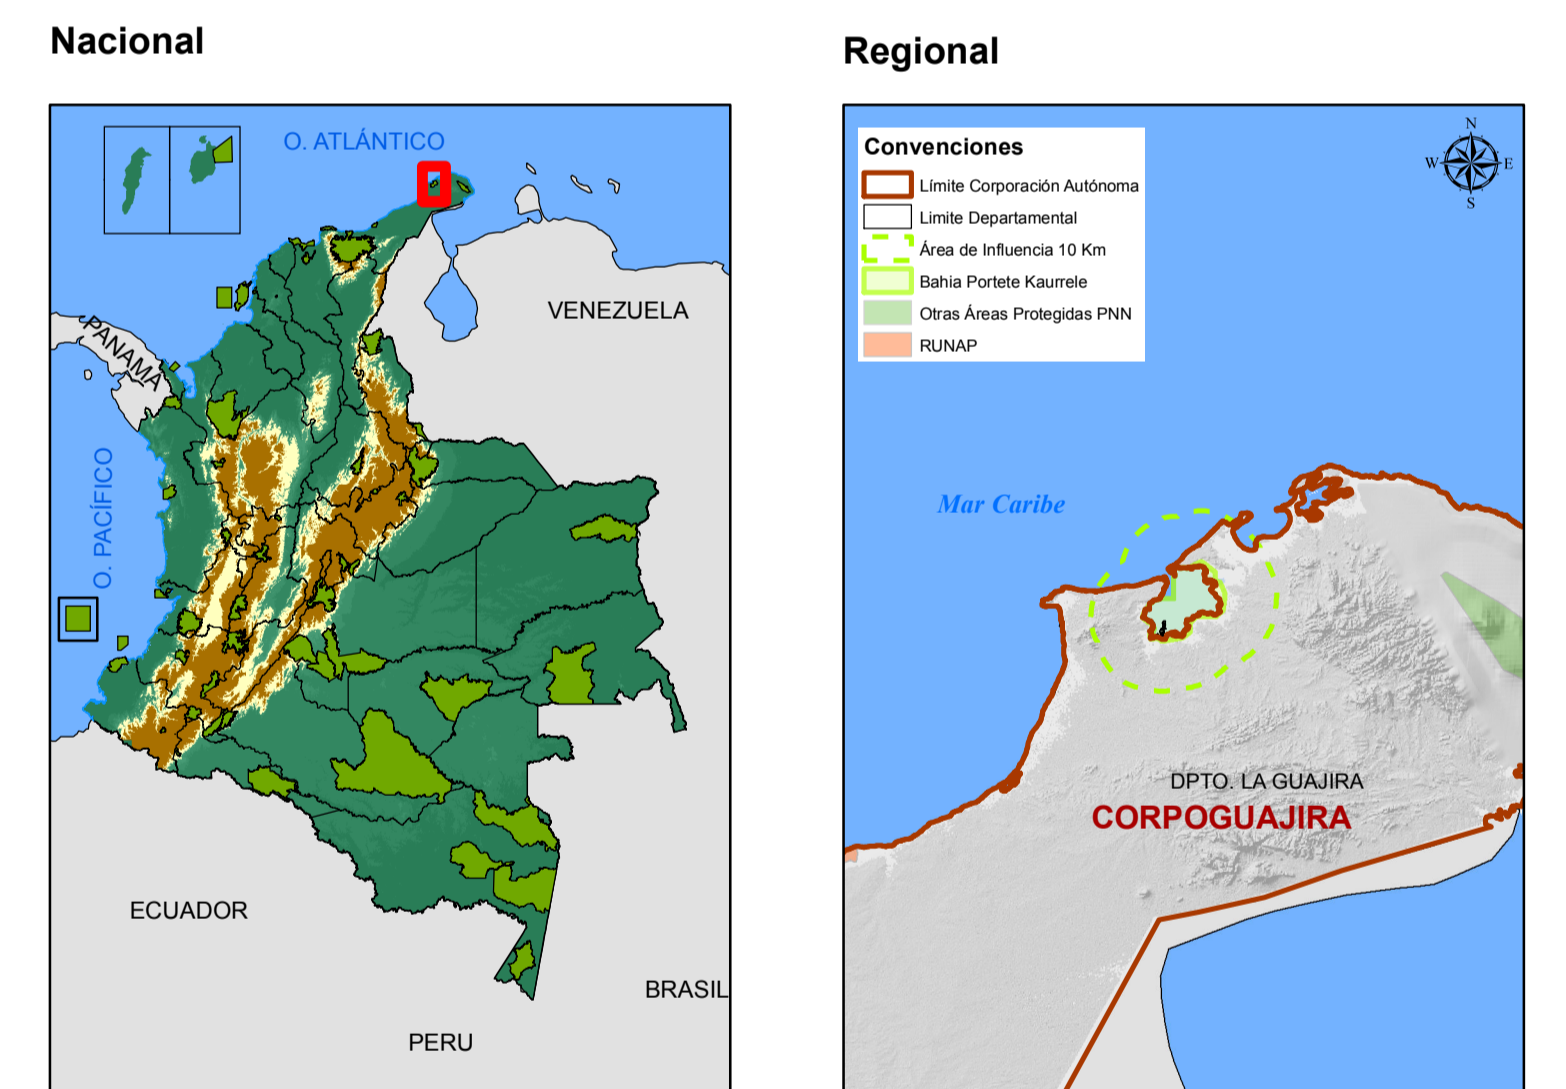 Nacional
O. ATLÁNTICO
VENEZUELA
PANAMA
O. PACÍFICO
ECUADOR
BRASIL
PERU
Regional
Convenciones
Límite Corporación Autónoma
Limite Departamental
Área de Influencia 10 Km
Bahia Portete Kaurrele
Otras Áreas Protegidas PNN
RUNAP
N
W
E
S
Mar Caribe
DPTO. LA GUAJIRA
CORPOGUAJIRA